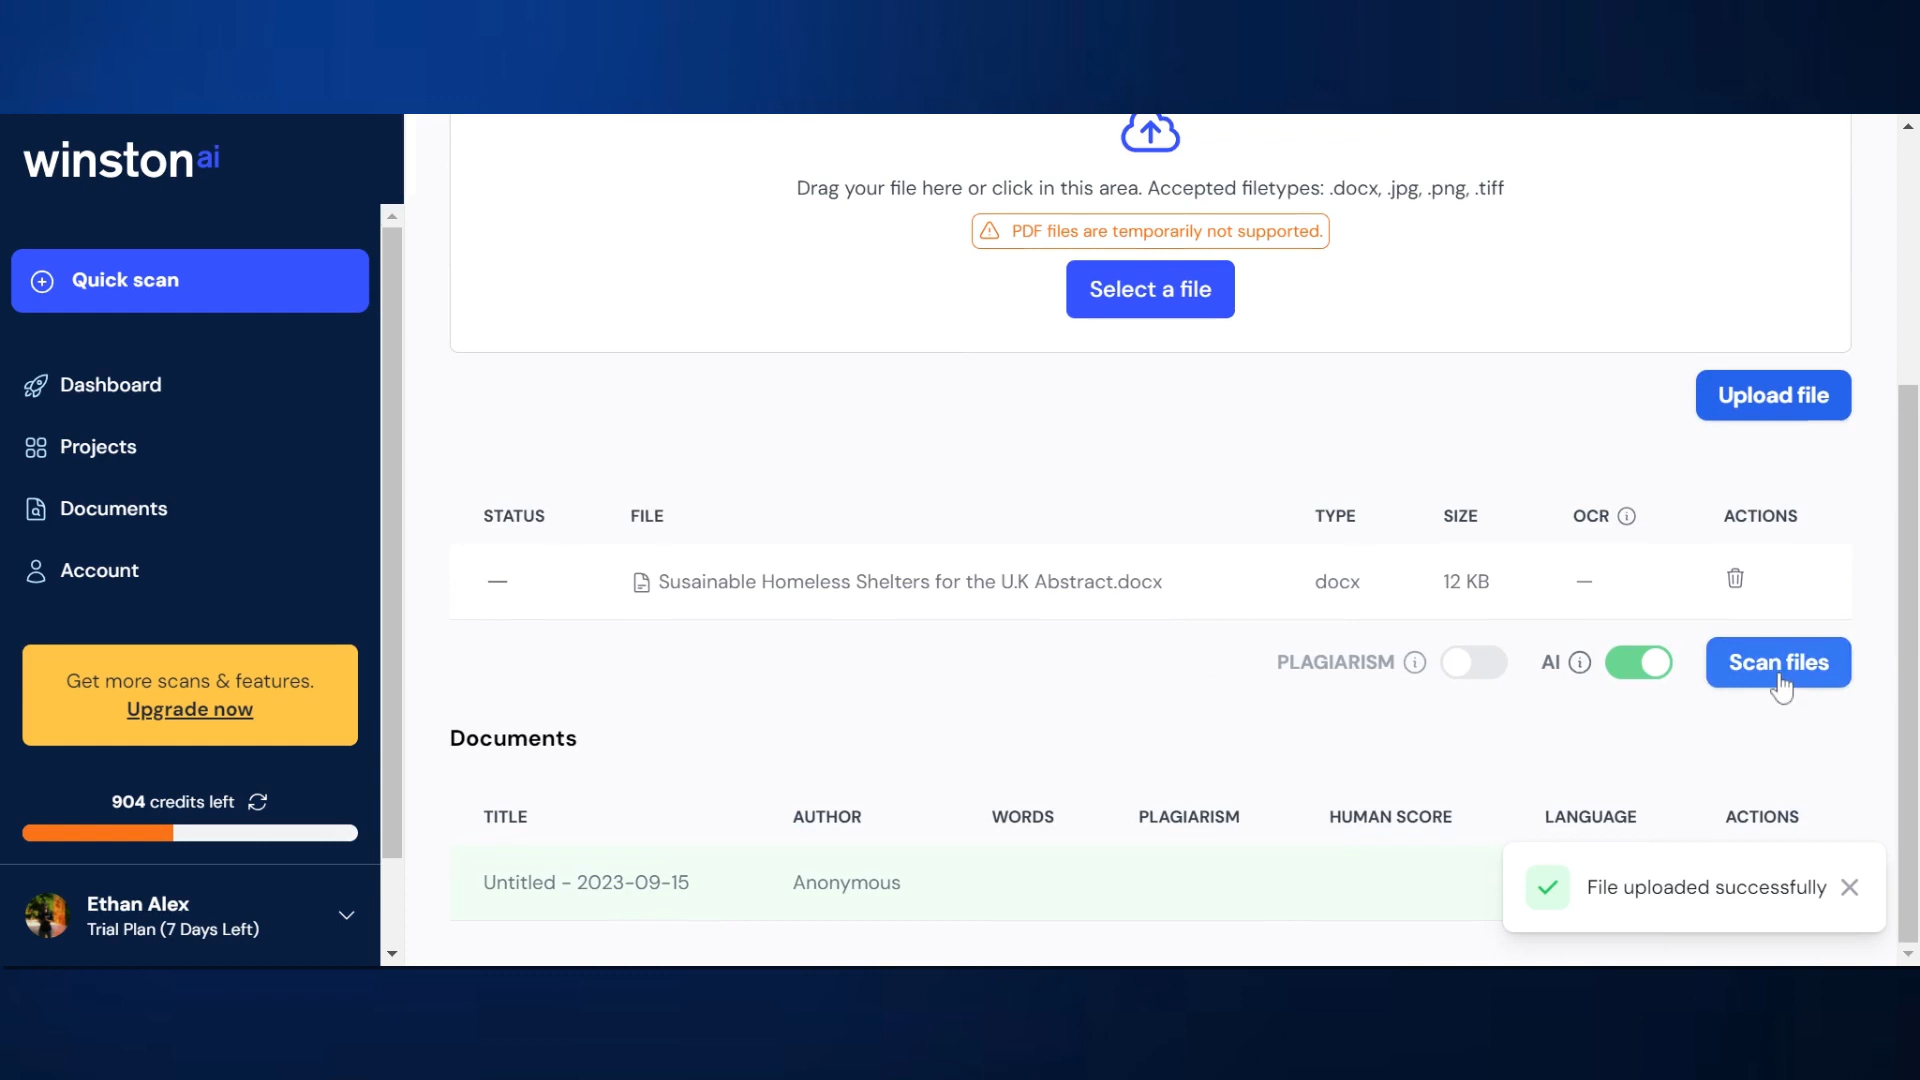 winston ai
Quick scan
Dashboard
Projects
Documents
Account
Get more scans & features.
Upgrade now
904 credits left
Ethan Alex
Trial Plan (7 Days Left)
Drag your file here or click in this area. Accepted filetypes: .docx, .jpg, .png, .tiff
PDF files are temporarily not supported.
Select a file
Upload file
STATUS FILE TYPE SIZE OCR ACTIONS
— Susainable Homeless Shelters for the U.K Abstract.docx docx 12 KB —
PLAGIARISM AI Scan files
Documents
TITLE AUTHOR WORDS PLAGIARISM HUMAN SCORE LANGUAGE ACTIONS
Untitled - 2023-09-15 Anonymous
File uploaded successfully